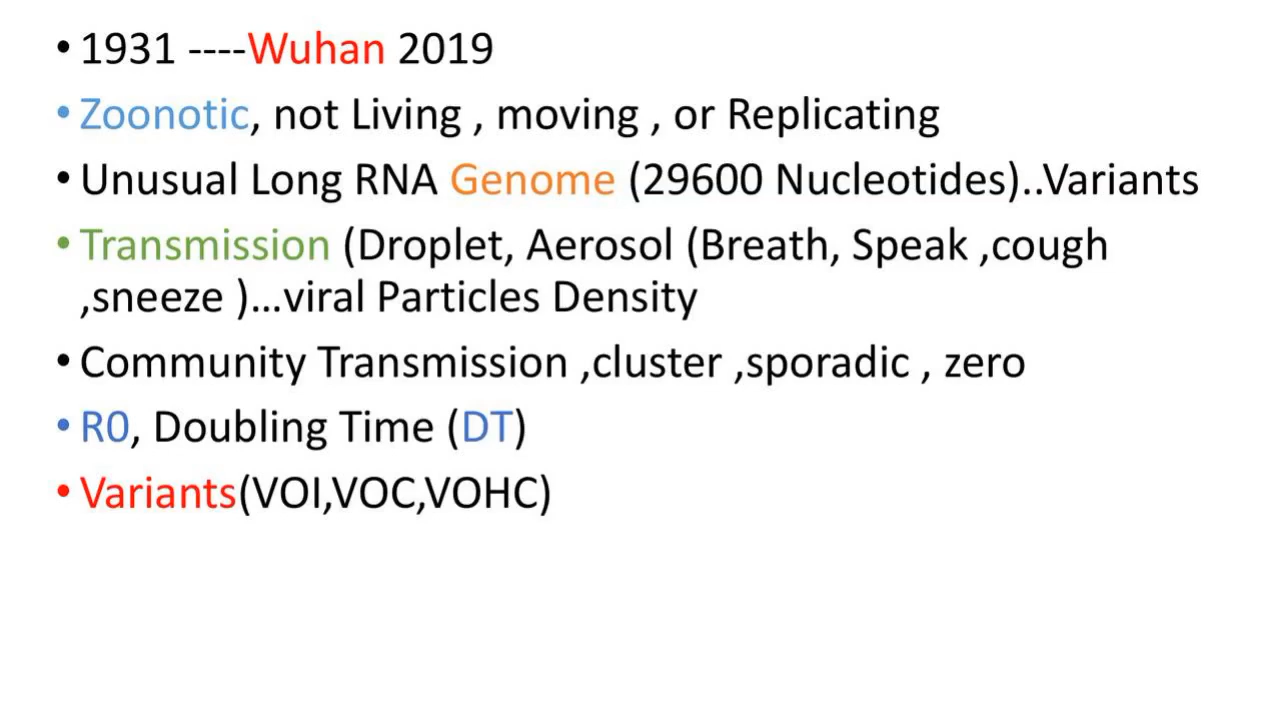 • 1931 ----Wuhan 2019
• Zoonotic, not Living , moving , or Replicating
• Unusual Long RNA Genome (29600 Nucleotides)..Variants
• Transmission (Droplet, Aerosol (Breath, Speak ,cough
,sneeze )...viral Particles Density
• Community Transmission ,cluster ,sporadic , zero
• R0, Doubling Time (DT)
• Variants(VOI,VOC,VOHC)